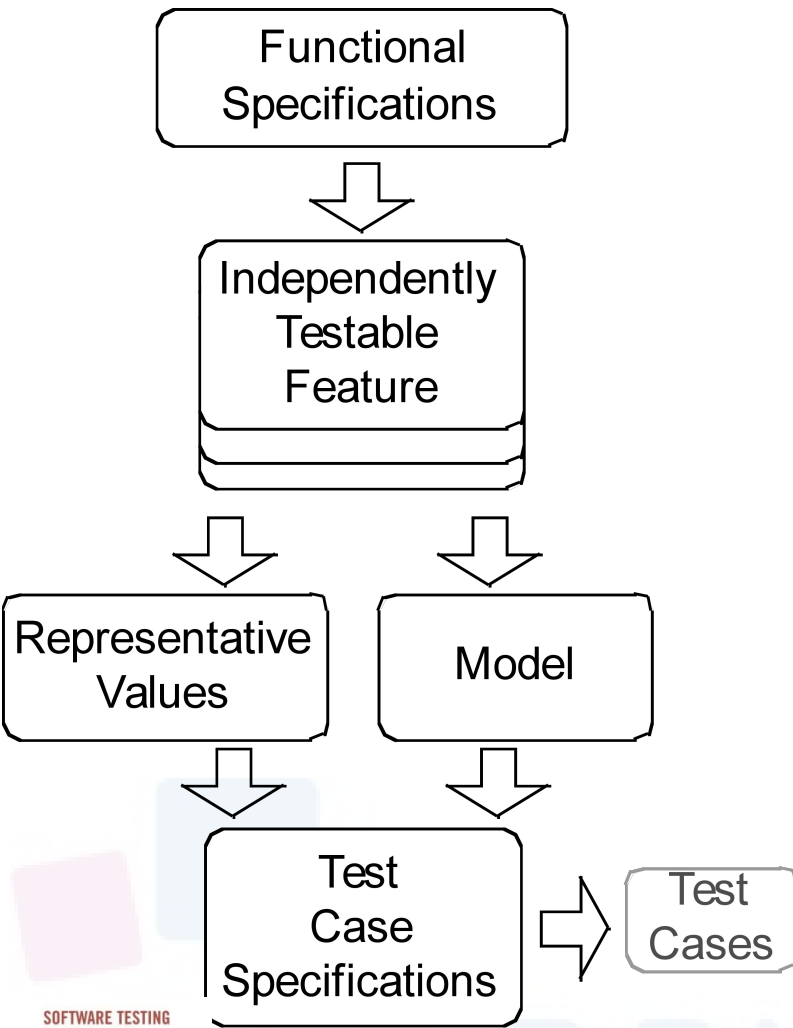 Functional
Specifications
Independently
Testable
Feature
Representative
Values
Model
Test
Case
Specifications
Test
Cases
SOFTWARE TESTING